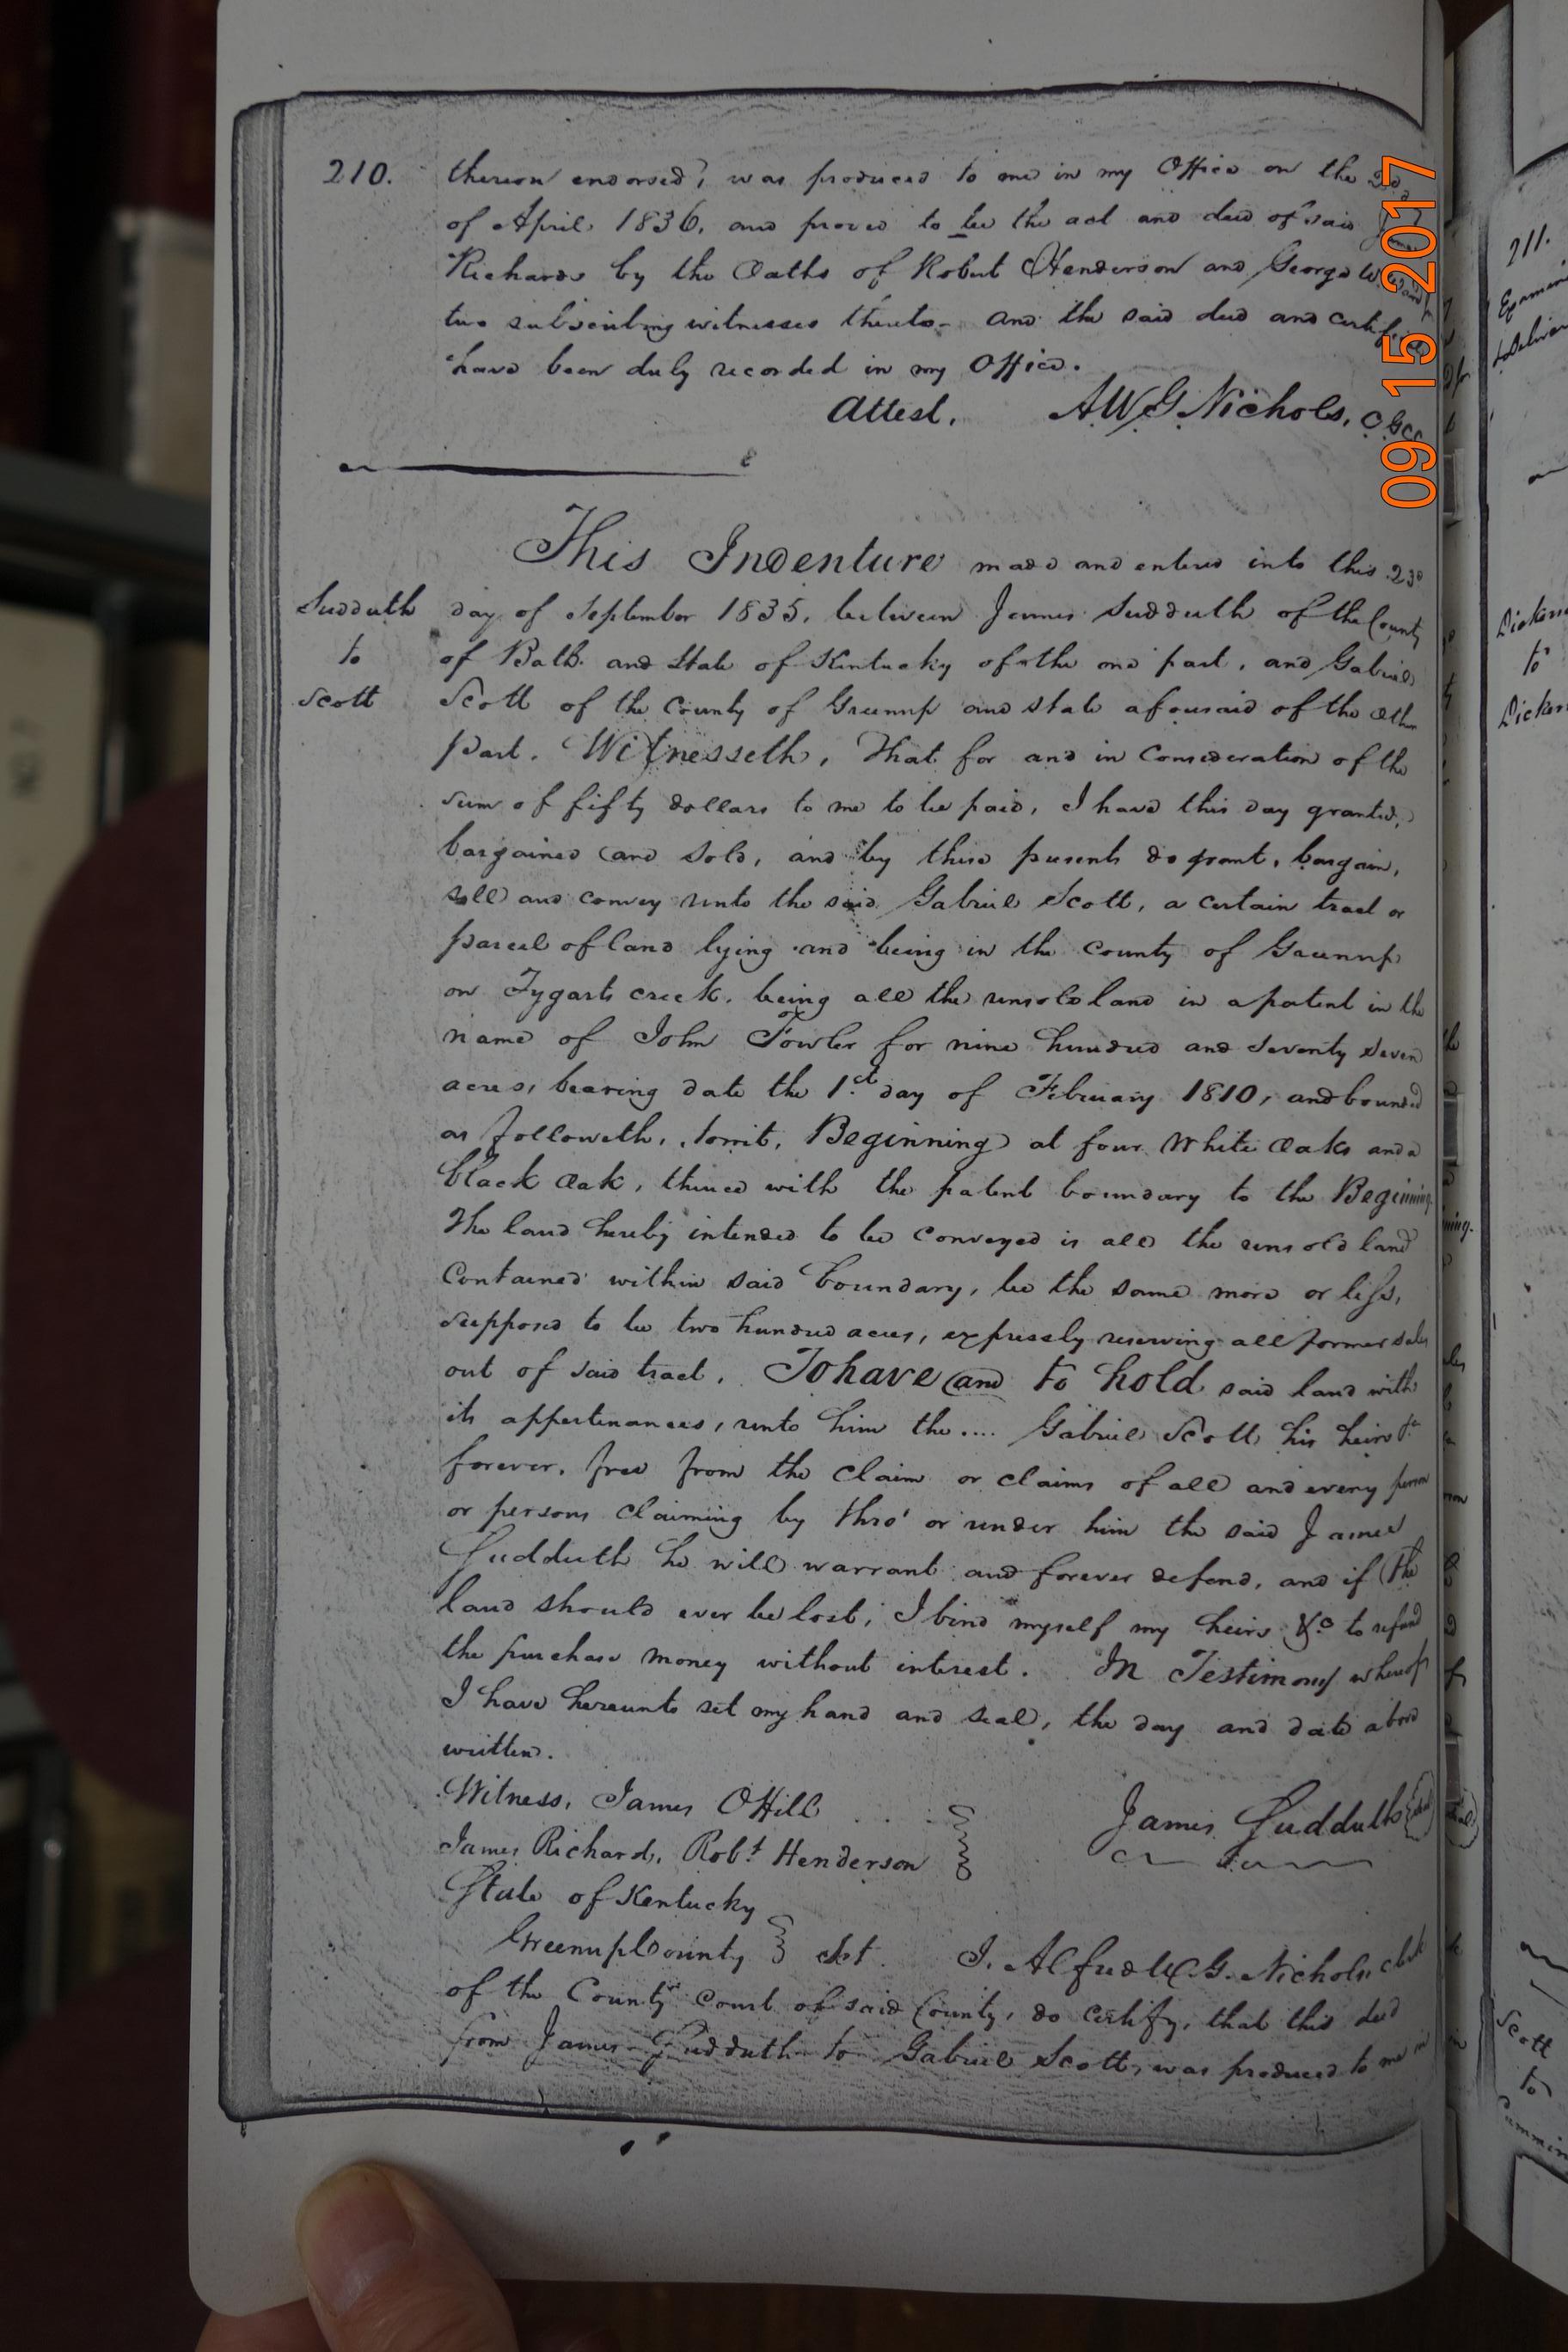 210.
thereon endorsed, was produced to me in my Office on the
of April 1836, and proved to be the act and deed of said
Richards by the Oaths of Robert Henderson and George W.
two subscribing witnesses thereto- and the said deed and
have been duly recorded in my Office.
Attest. A.W.G. Nichols,
09 15 2017
This Indenture made and entered into this 23d
Sudduth
to
Scott
day of September 1835, between James Sudduth of the County
of Bath and State of Kentucky of the one part, and Gabriel
Scott of the County of Greenup and state aforesaid of the other
part. Witnesseth, That for and in Consideration of the
sum of fifty dollars to me to be paid, I have this day granted,
bargained and sold, and by these presents do grant, bargain,
sell and convey unto the said Gabriel Scott, a certain tract or
parcel of land lying and being in the County of Greenup
on Tygarts creek, being all the unsold land in a patent in the
name of John Fowler for nine hundred and seventy seven
acres, bearing date the 1st day of February 1810, and bounded
as followeth, towit, Beginning at four White Oaks and a
black Oak, thence with the patent boundary to the Beginning.
The land hereby intended to be conveyed is all the unsold land
Contained within said boundary, be the same more or less,
supposed to be two hundred acres, expressly reserving all former sales
out of said tract. To have and to hold said land with
its appertinances, unto him the .... Gabriel Scott his heirs &c
forever, free from the claim or claims of all and every person
or persons claiming by thro' or under him the said James
Sudduth he will warrant and forever defend, and if the
land should ever be lost, I bind myself my heirs &c to refund
the purchase money without interest. In Testimony whereof
I have hereunto set my hand and seal, the day and date above
written.
Witness, James O Hill
James Sudduth (seal)
James Richard, Robt Henderson
State of Kentucky
Greenup County } Sct. I, Alfred W. G. Nichols, clerk
of the County Court of said County, do certify, that this deed
from James Sudduth to Gabriel Scott, was produced to me in
211.
to
Scott
to